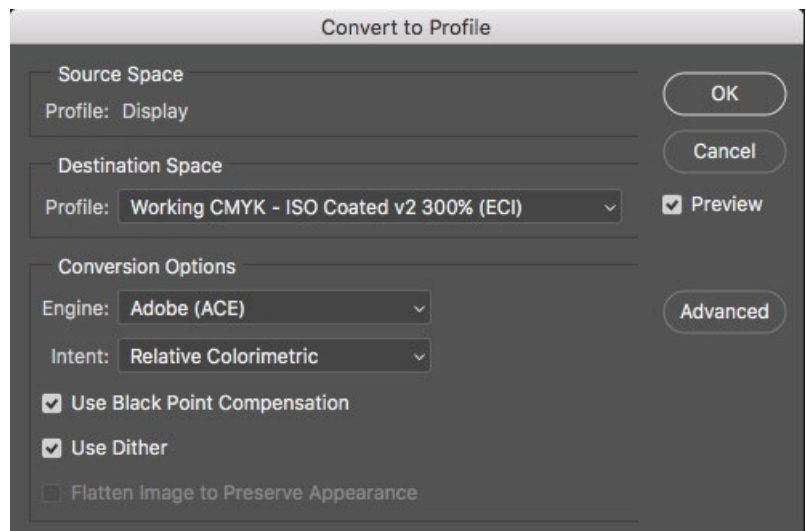 Convert to Profile
Source Space
Profile: Display
OK
Cancel
Destination Space
Profile: Working CMYK - ISO Coated v2 300% (ECI)
Preview
Conversion Options
Engine: Adobe (ACE)
Advanced
Intent: Relative Colorimetric
Use Black Point Compensation
Use Dither
Flatten Image to Preserve Appearance